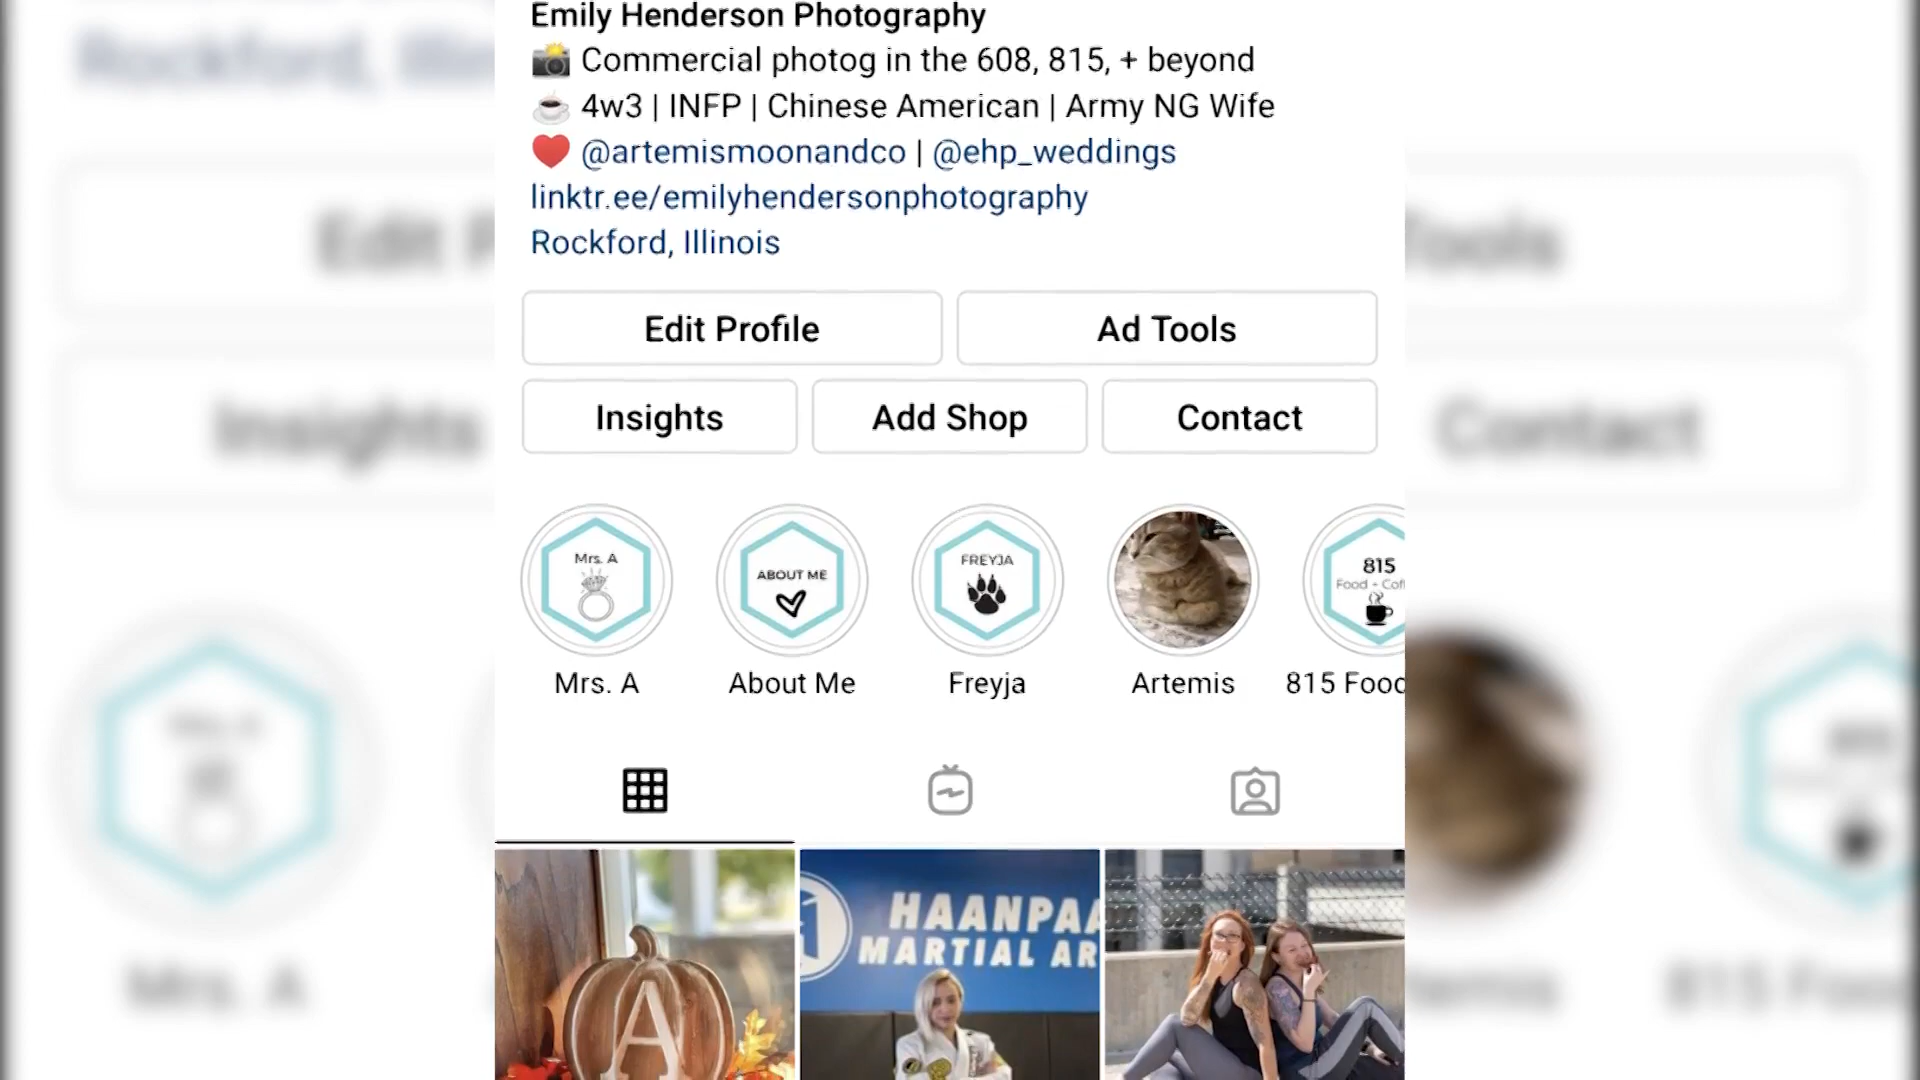 Emily Henderson Photography
Commercial photog in the 608, 815, + beyond
4w3 | INFP | Chinese American | Army NG Wife
@artemismoonandco | @ehp_weddings
linktr.ee/emilyhendersonphotography
Rockford, Illinois
Edit Profile
Ad Tools
Insights
Add Shop
Contact
Mrs. A
ABOUT ME
FREYJA
815
Food + Cof
Mrs. A
About Me
Freyja
Artemis
815 Food
A
HAANPAA
MARTIAL AR